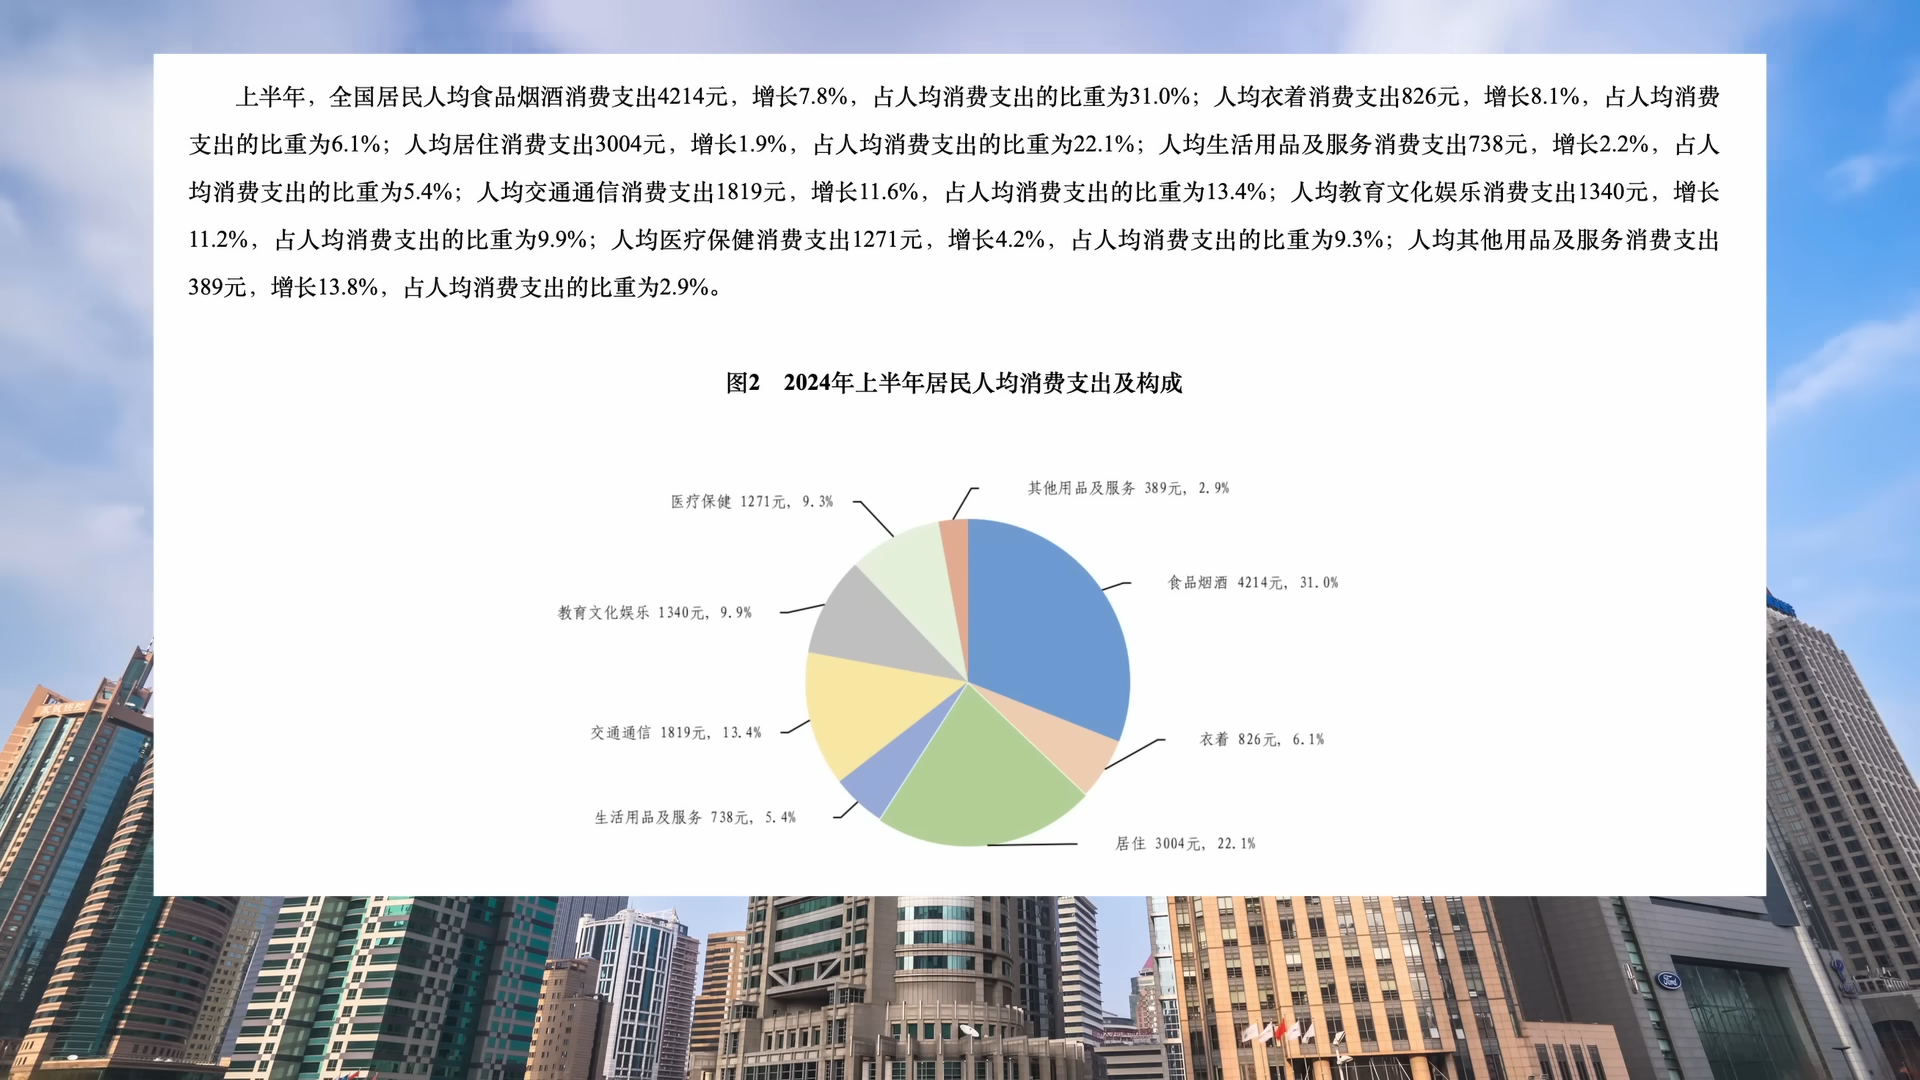 上半年，全国居民人均食品烟酒消费支出4214元，增长7.8%，占人均消费支出的比重为31.0%；人均衣着消费支出826元，增长8.1%，占人均消费
支出的比重为6.1%；人均居住消费支出3004元，增长1.9%，占人均消费支出的比重为22.1%；人均生活用品及服务消费支出738元，增长2.2%，占人
均消费支出的比重为5.4%；人均交通通信消费支出1819元，增长11.6%，占人均消费支出的比重为13.4%；人均教育文化娱乐消费支出1340元，增长
11.2%，占人均消费支出的比重为9.9%；人均医疗保健消费支出1271元，增长4.2%，占人均消费支出的比重为9.3%；人均其他用品及服务消费支出
389元，增长13.8%，占人均消费支出的比重为2.9%。
图2 2024年上半年居民人均消费支出及构成
其他用品及服务 389元，2.9%
医疗保健 1271元，9.3%
食品烟酒 4214元，31.0%
教育文化娱乐 1340元，9.9%
交通通信 1819元，13.4%
衣着 826元，6.1%
生活用品及服务 738元，5.4%
居住 3004元，22.1%
Ford